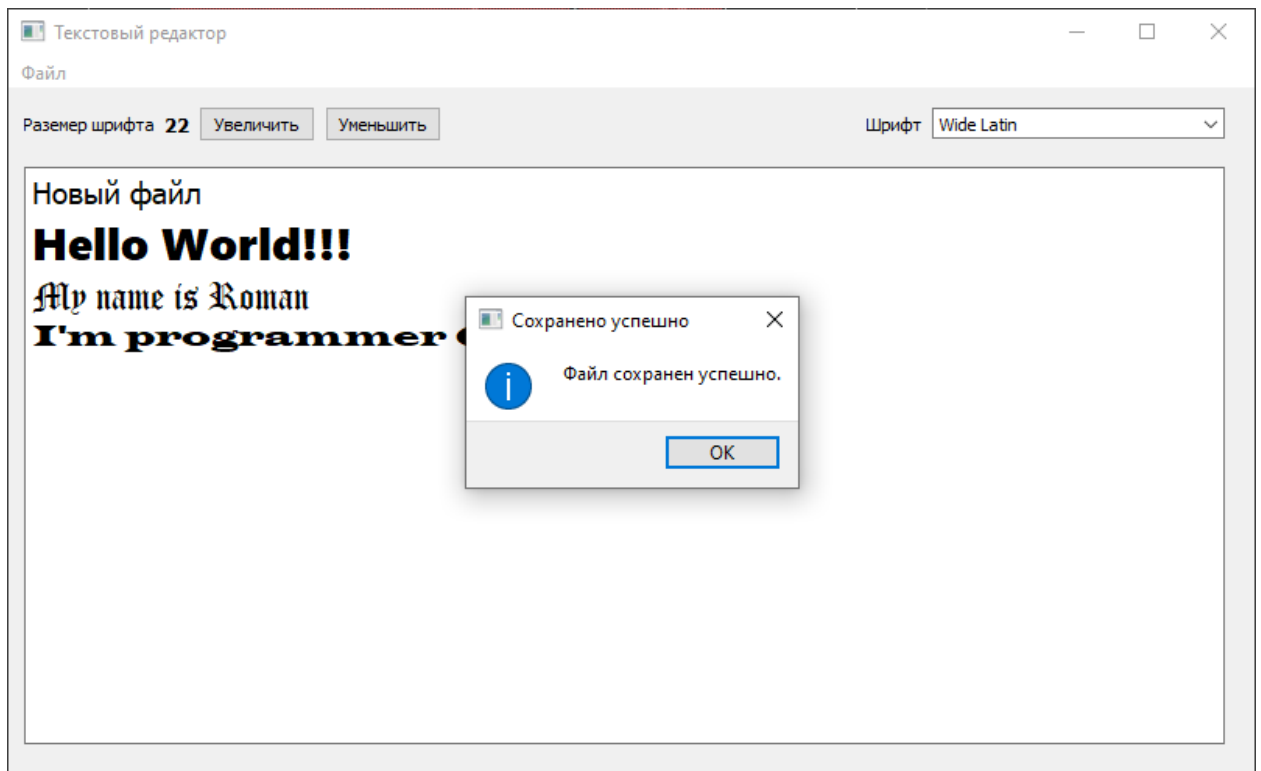 Текстовый редактор
Файл
Раземер шрифта 22 Увеличить Уменьшить Шрифт Wide Latin
Новый файл
Hello World!!!
My name is Roman
I'm programmer
Сохранено успешно
Файл сохранен успешно.
OK